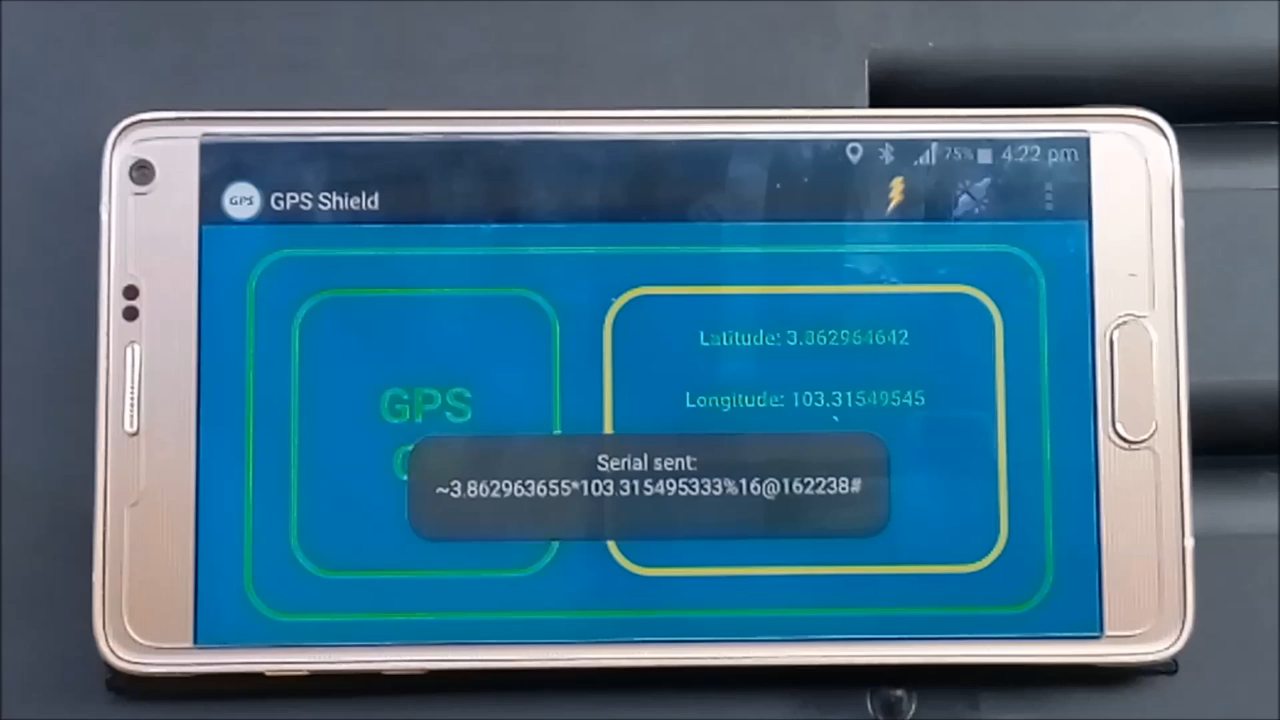 75% 4:22 pm
GPS GPS Shield
Latitude: 3.862964642
Longitude: 103.31549545
GPS
Serial sent:
~3.862963655*103.315495333%16@162238#